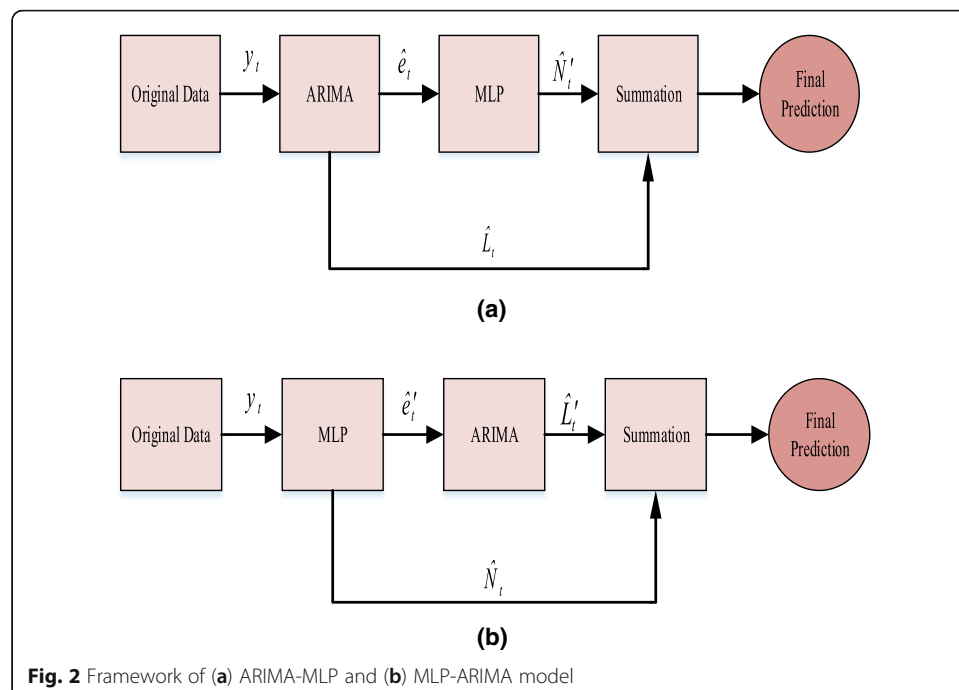 y_t
ê_t
N̂'_t
Original Data
ARIMA
MLP
Summation
Final
Prediction
L̂_t
(a)
y_t
ê'_t
L̂'_t
Original Data
MLP
ARIMA
Summation
Final
Prediction
N̂_t
(b)
Fig. 2 Framework of (a) ARIMA-MLP and (b) MLP-ARIMA model